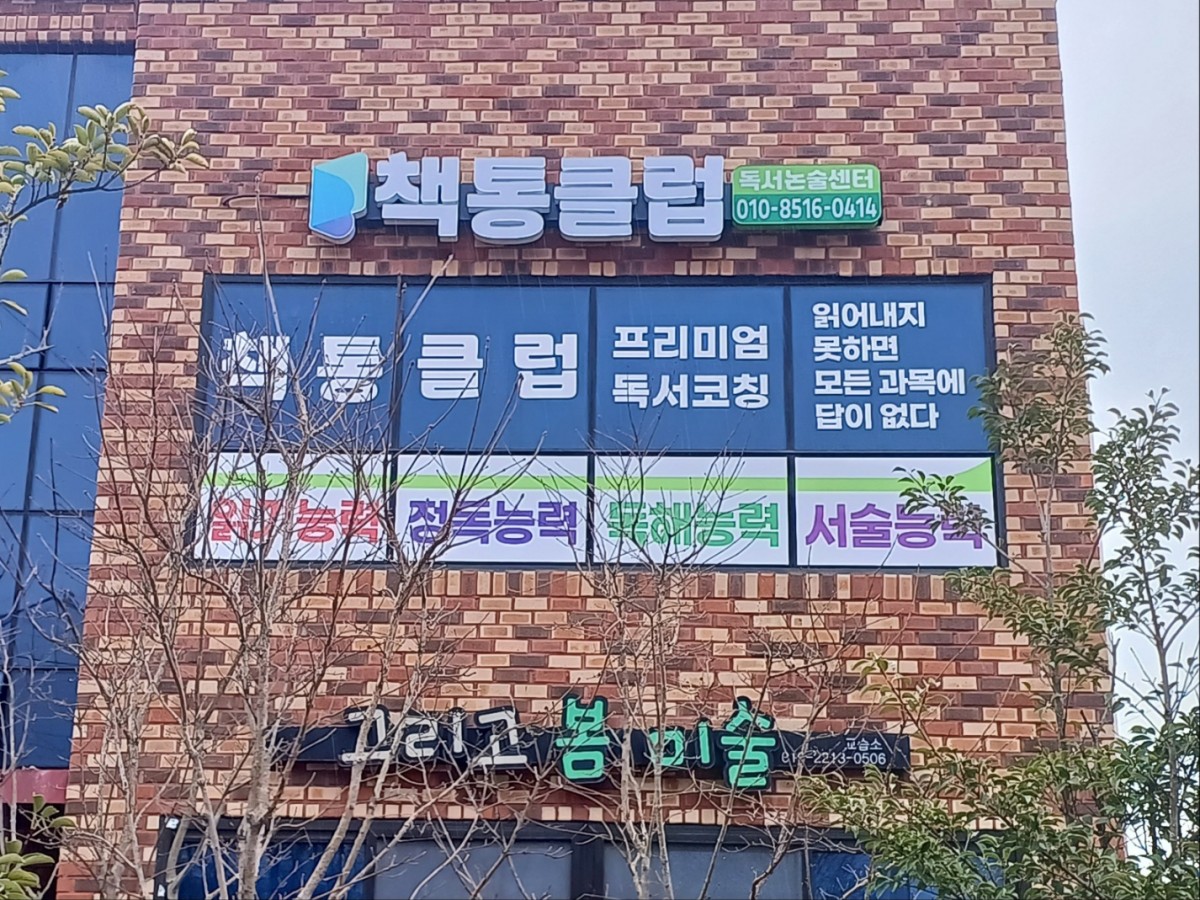 책통클럽
독서논술센터
010-8516-0414
책통클럽
프리미엄
독서코칭
읽어내지
못하면
모든 과목에
답이 없다
읽기능력
정독능력
독해능력
서술능력
그리고 봄 미술
교습소
010-2213-0506